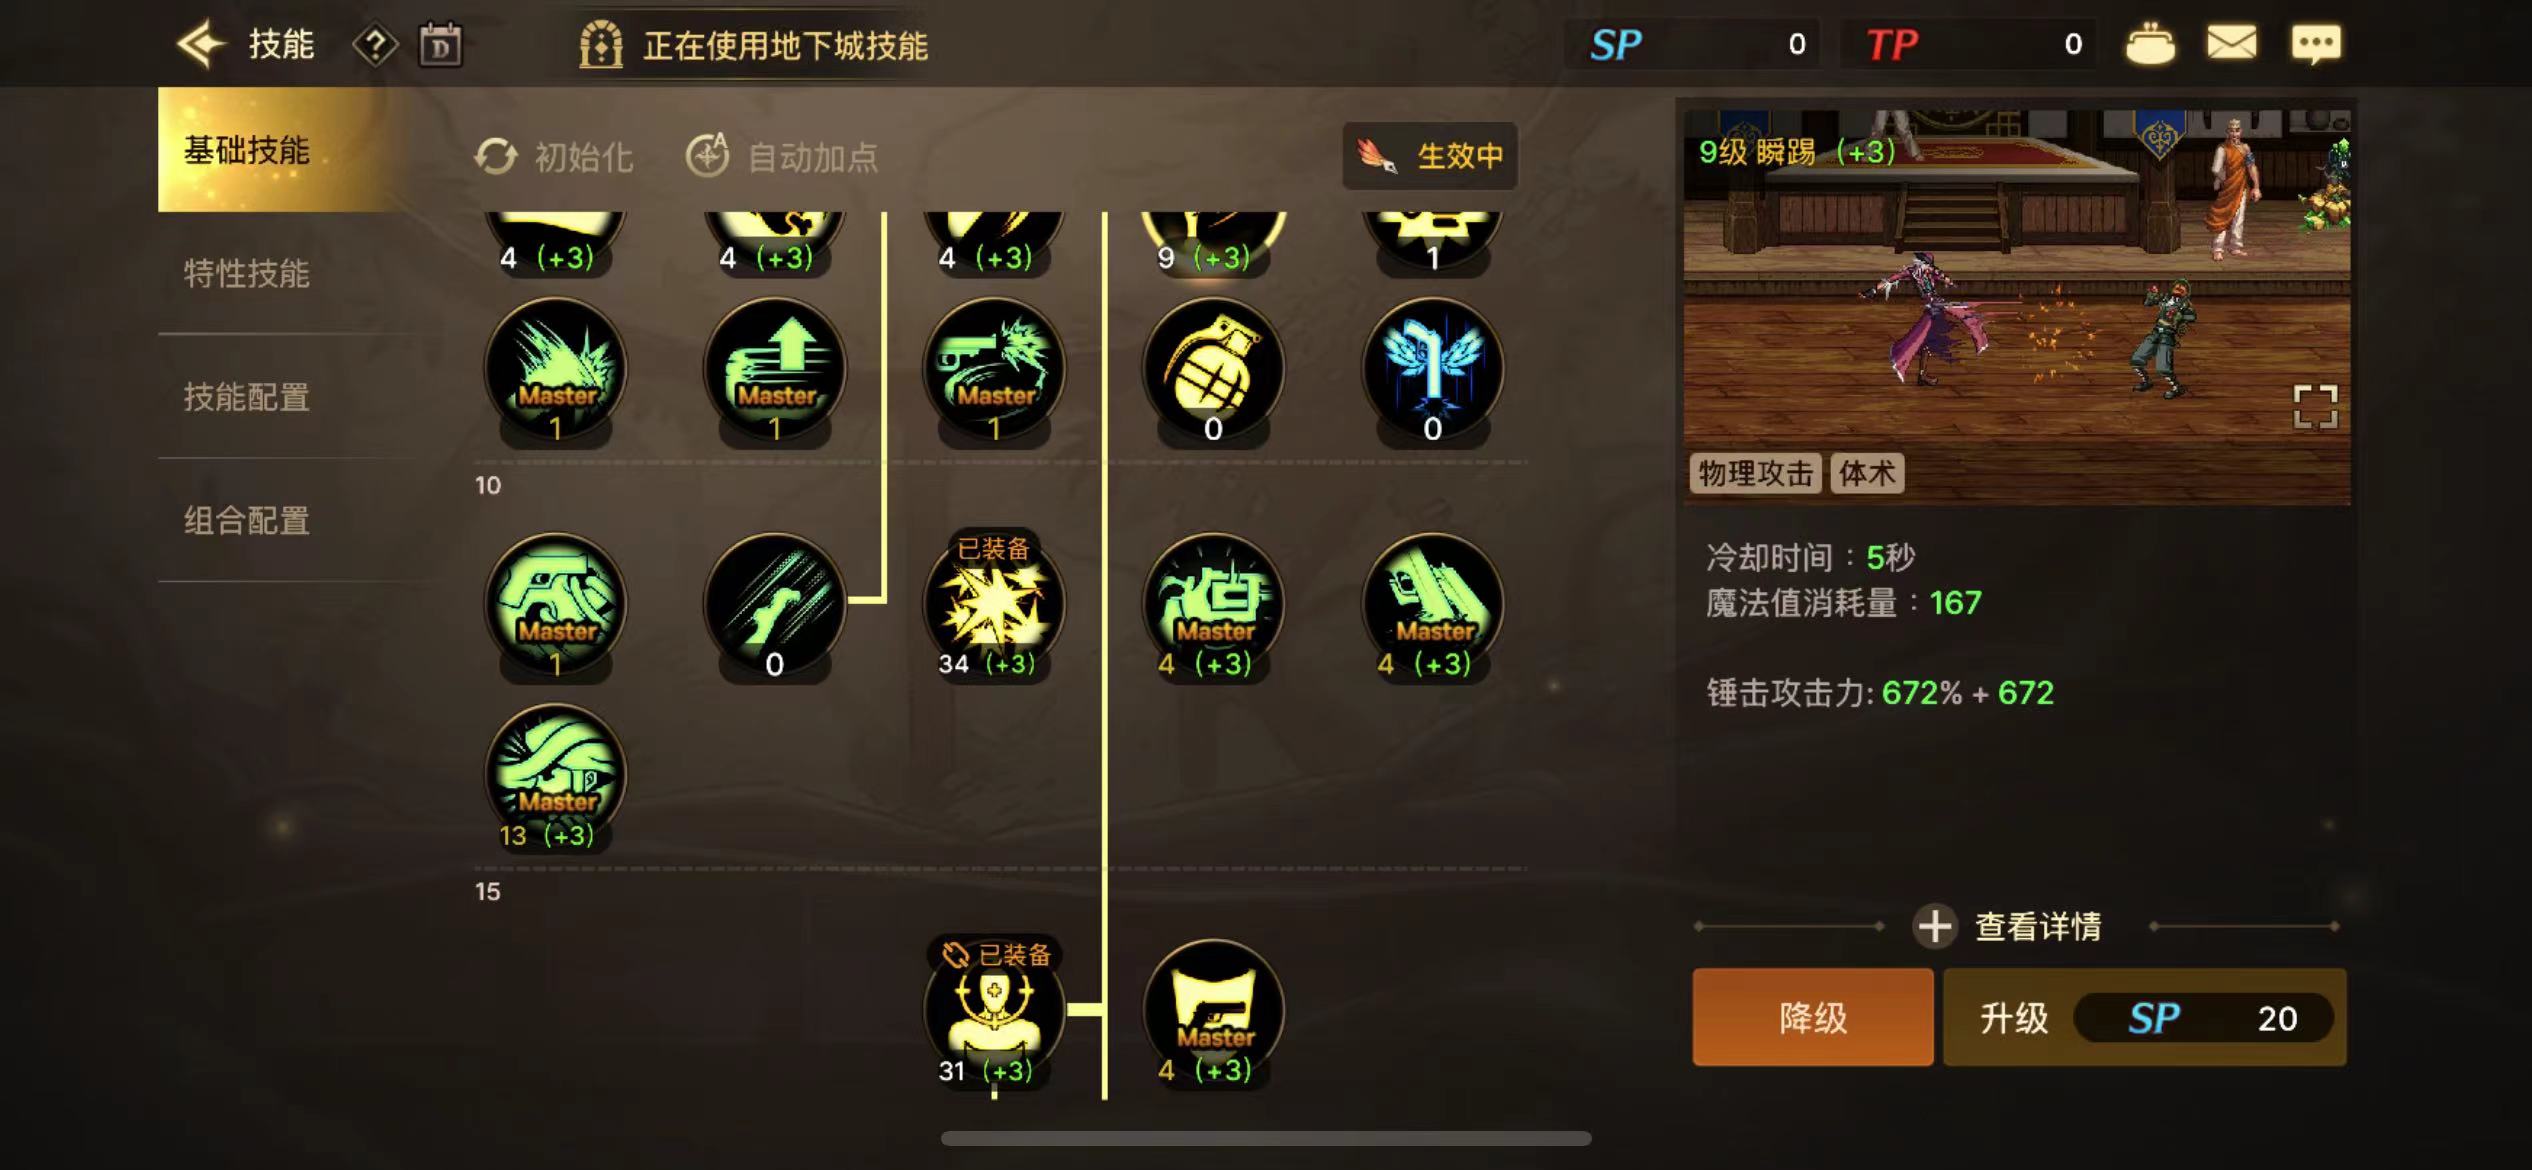 技能
?
D
正在使用地下城技能
SP 0
TP 0
基础技能
特性技能
技能配置
组合配置
初始化
A
自动加点
生效中
4 (+3)
4 (+3)
4 (+3)
9 (+3)
1
Master
1
Master
1
Master
1
0
0
10
Master
1
0
已装备
34 (+3)
Master
4 (+3)
Master
4 (+3)
Master
13 (+3)
15
已装备
31 (+3)
Master
4 (+3)
9级 瞬踢 (+3)
物理攻击
体术
冷却时间：5秒
魔法值消耗量：167
锤击攻击力: 672% + 672
查看详情
降级
升级 SP 20